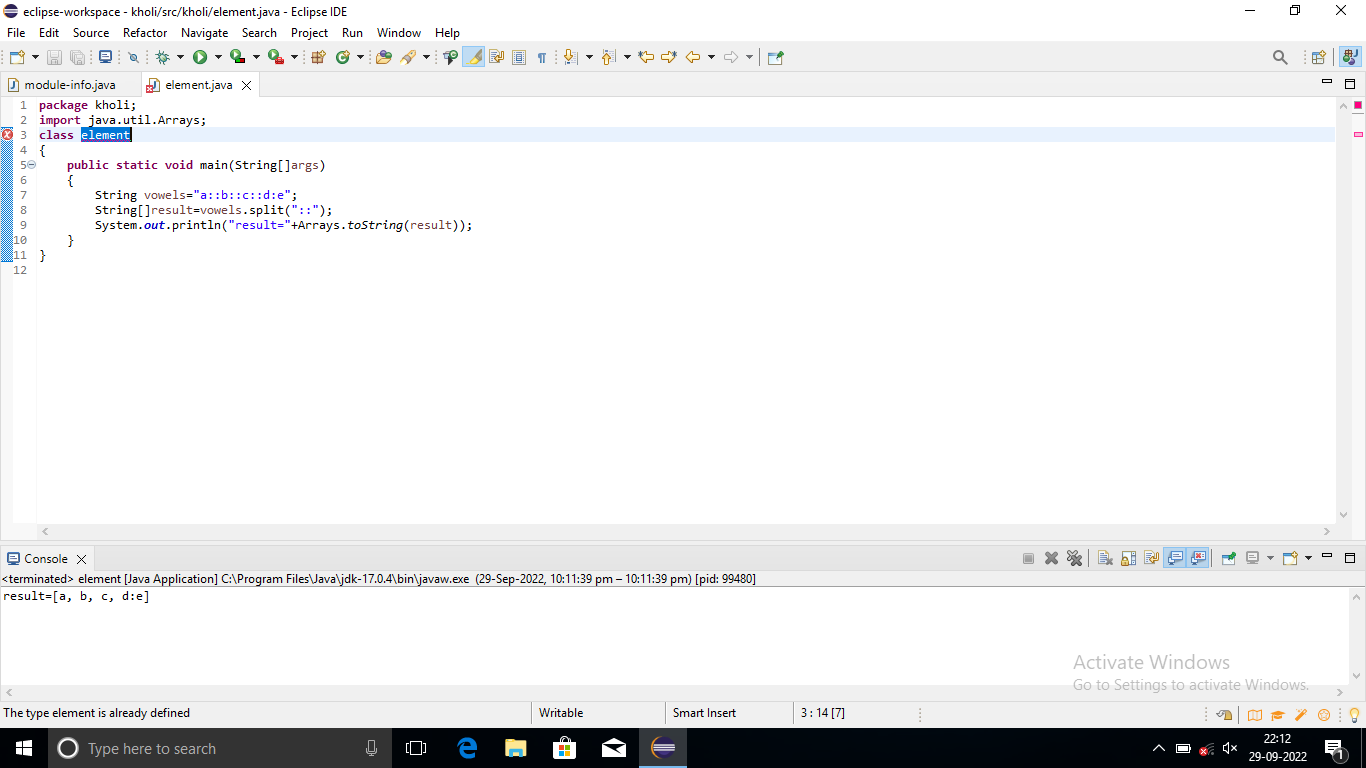 eclipse-workspace - kholi/src/kholi/element.java - Eclipse IDE
File Edit Source Refactor Navigate Search Project Run Window Help
module-info.java element.java
1 package kholi;
2 import java.util.Arrays;
3 class element
4 {
5 public static void main(String[]args)
6 {
7 String vowels="a::b::c::d:e";
8 String[]result=vowels.split("::");
9 System.out.println("result="+Arrays.toString(result));
10 }
11 }
12
Console
<terminated> element [Java Application] C:\Program Files\Java\jdk-17.0.4\bin\javaw.exe (29-Sep-2022, 10:11:39 pm – 10:11:39 pm) [pid: 99480]
result=[a, b, c, d:e]
Activate Windows
Go to Settings to activate Windows.
The type element is already defined Writable Smart Insert 3 : 14 [7]
Type here to search
22:12
29-09-2022
1